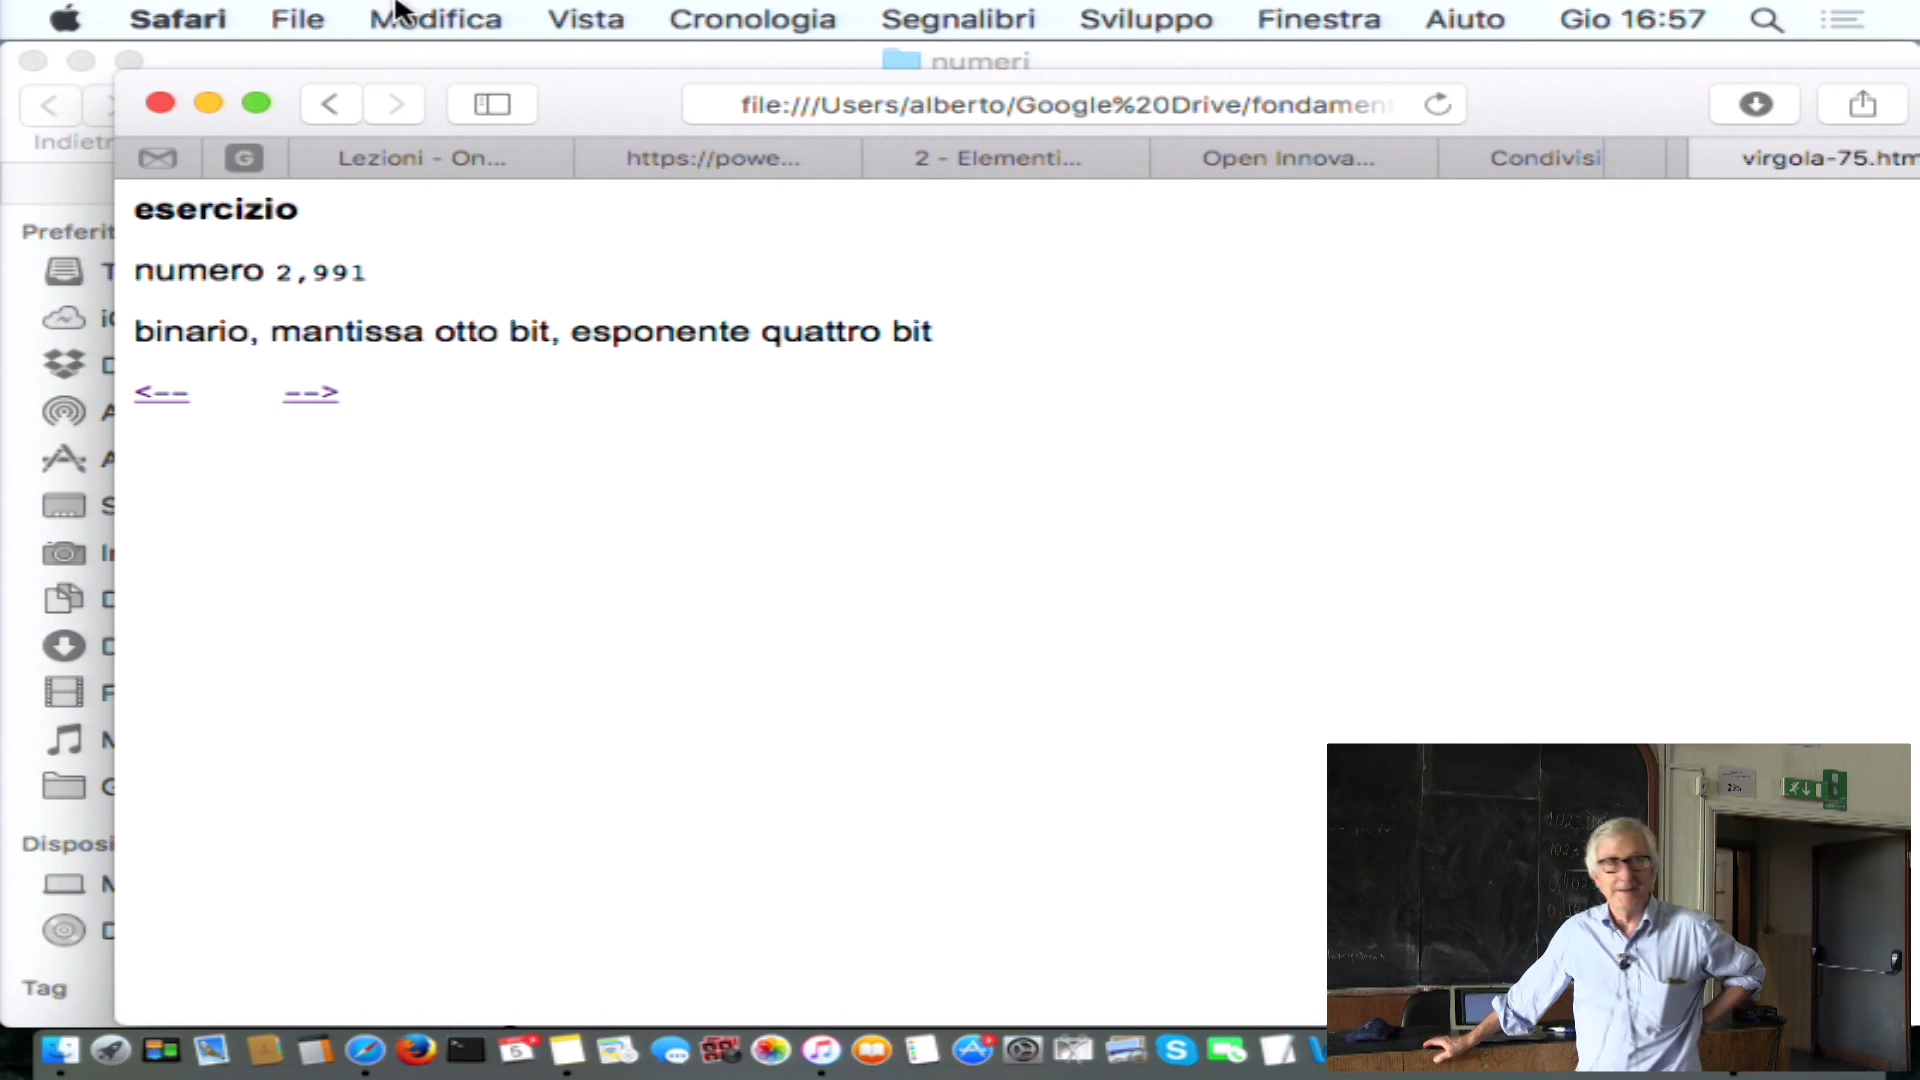 Safari File Modifica Vista Cronologia Segnalibri Sviluppo Finestra Aiuto Gio 16:57
numeri
file:///Users/alberto/Google%20Drive/fondament
Indietr
G Lezioni - On... https://powe... 2 - Elementi... Open Innova... Condivisi virgola-75.htm
esercizio
Preferit
numero 2,991
binario, mantissa otto bit, esponente quattro bit
<-- -->
Disposi
Tag